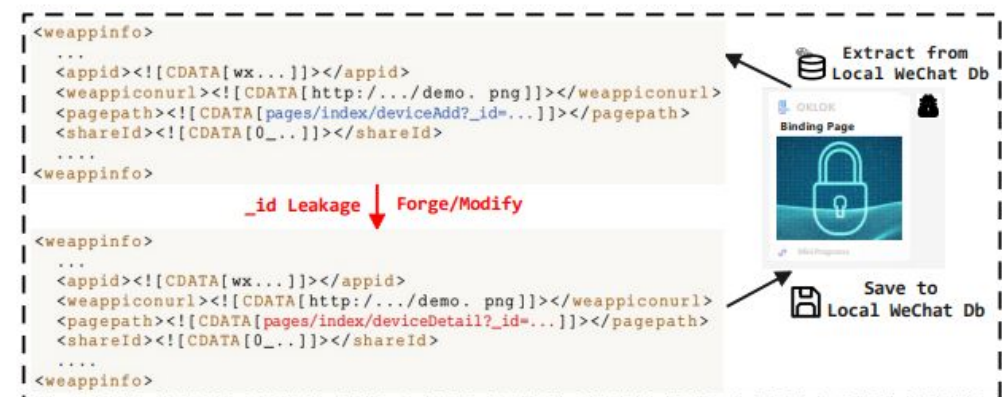 <weappinfo>
...
<appid><![CDATA[wx...]]></appid>
<weappiconurl><![CDATA[http:/.../demo. png]]></weappiconurl>
<pagepath><![CDATA[pages/index/deviceAdd?_id=...]]></pagepath>
<shareId><![CDATA[0_..]]></shareId>
....
<weappinfo>
Extract from
Local WeChat Db
OKLOK
Binding Page
Mini Programs
_id Leakage
Forge/Modify
<weappinfo>
...
<appid><![CDATA[wx...]]></appid>
<weappiconurl><![CDATA[http:/.../demo. png]]></weappiconurl>
<pagepath><![CDATA[pages/index/deviceDetail?_id=...]]></pagepath>
<shareId><![CDATA[0_..]]></shareId>
....
<weappinfo>
Save to
Local WeChat Db